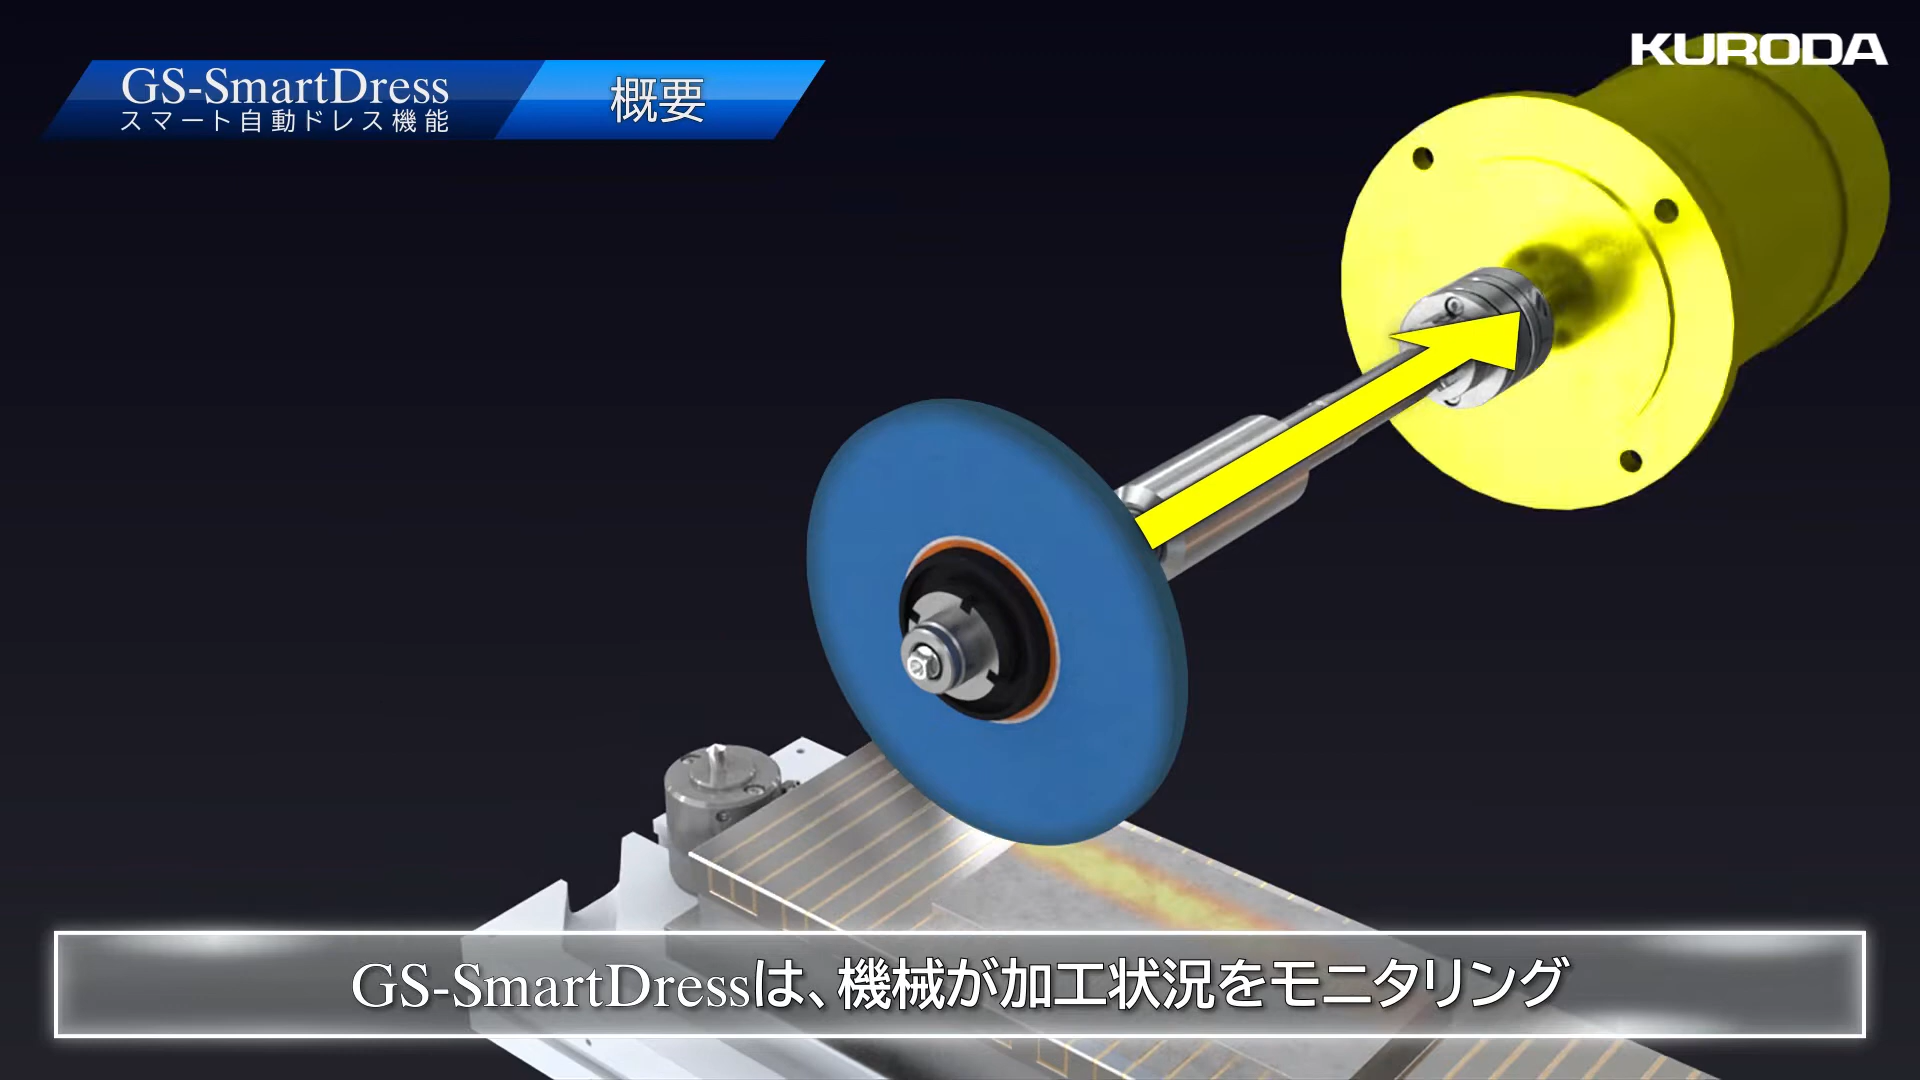 KURODA
GS-SmartDress
スマート自動ドレス機能
概要
GS-SmartDressは、機械が加工状況をモニタリング